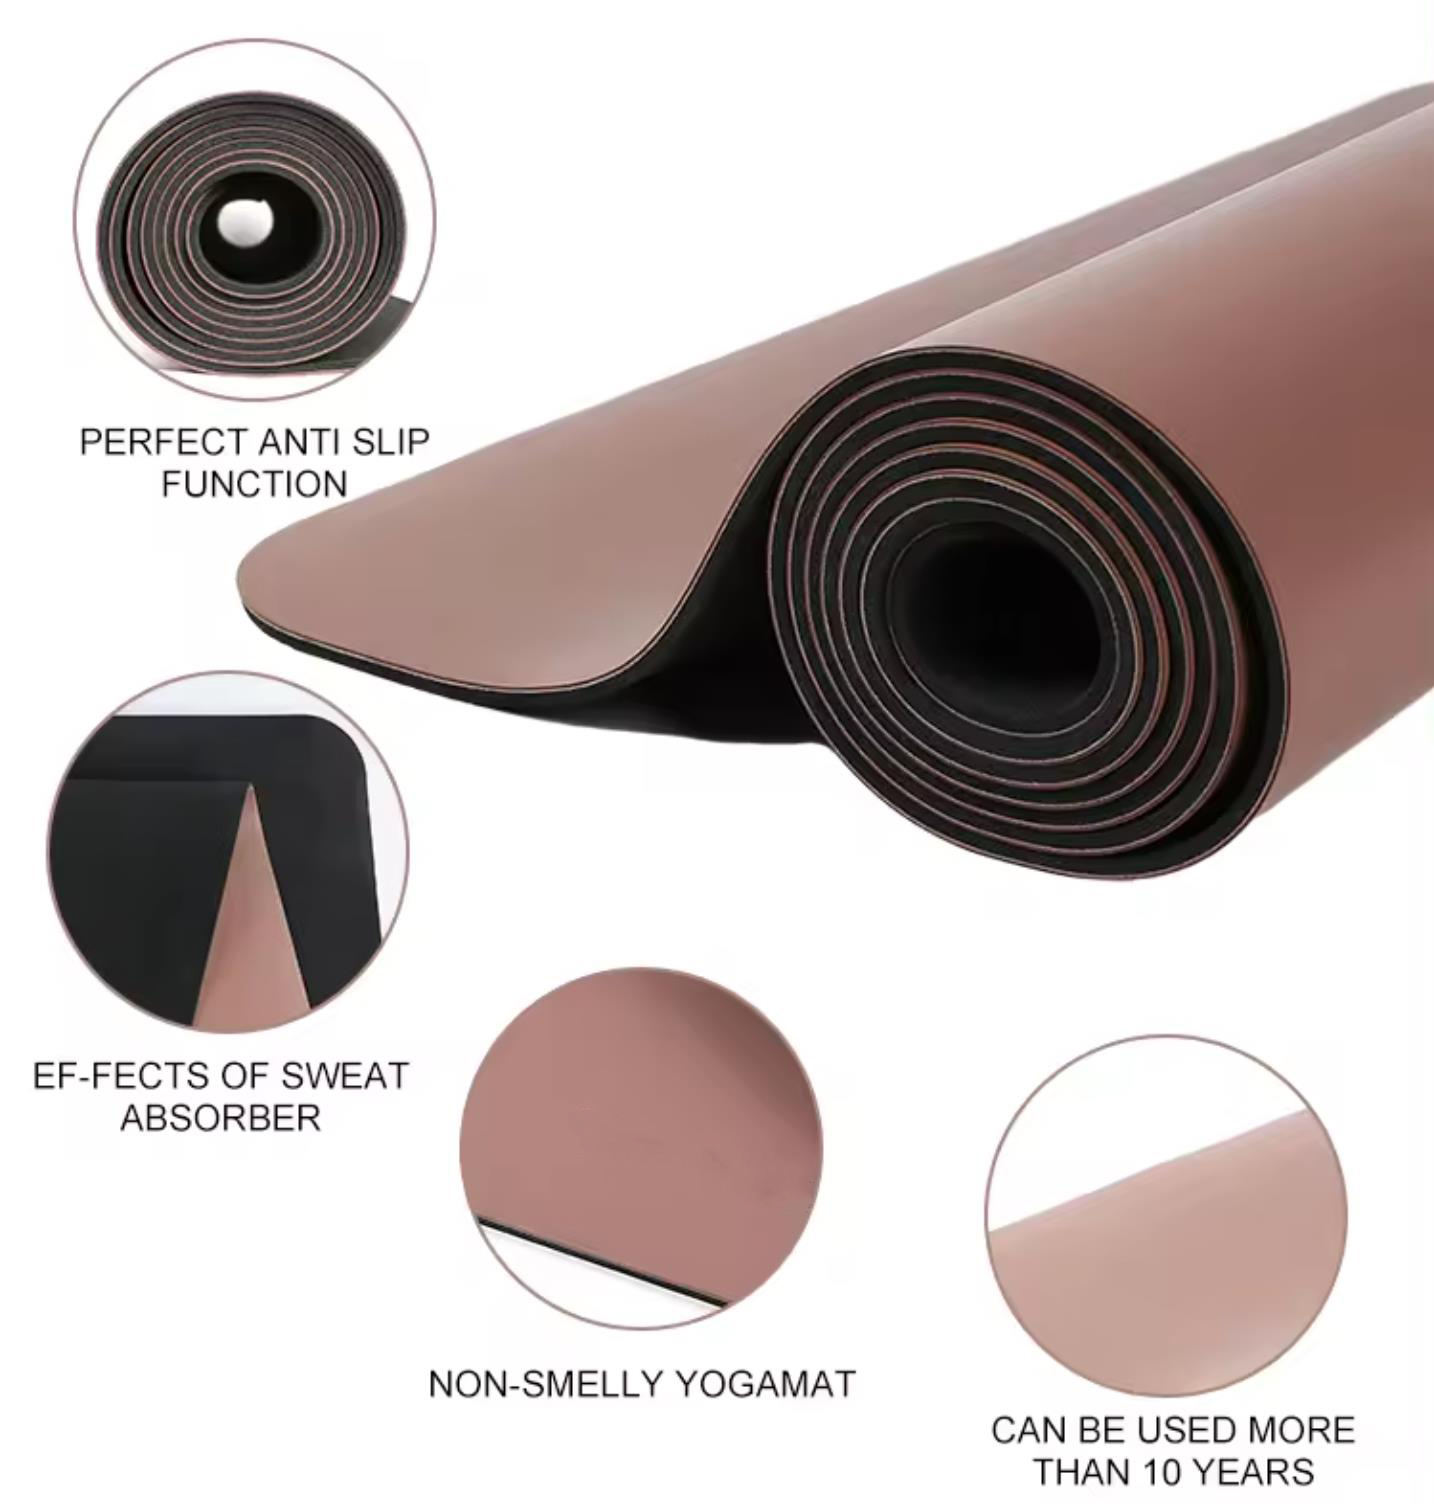 PERFECT ANTI SLIP
FUNCTION
EF-FECTS OF SWEAT
ABSORBER
NON-SMELLY YOGAMAT
CAN BE USED MORE
THAN 10 YEARS